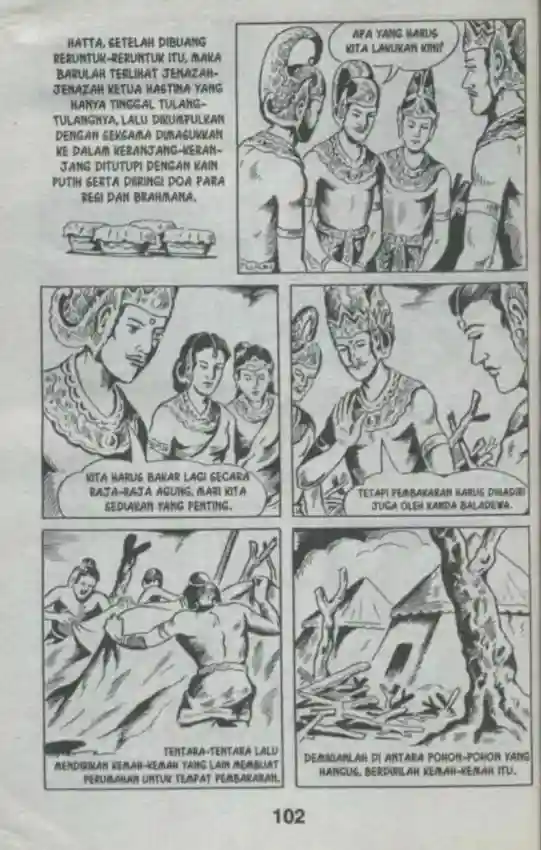 HATTA, SETELAH DIBUANG
RERUNTUK-RERUNTUK ITU, MAKA
BARULAH TERLIHAT JENAZAH-
JENAZAH KETUA HASTINA YANG
HANYA TINGGAL TULANG-
TULANGNYA, LALU DIKUMPULKAN
DENGAN SEKSAMA DIMASUKKAN
KE DALAM KERANJANG-KERAN-
JANG DITUTUPI DENGAN KAIN
PUTIH SERTA DIIRINGI DOA PARA
RESI DAN BRAHMANA.
APA YANG HARUS
KITA LAKUKAN KINI?
KITA HARUS BAKAR LAGI SECARA
RAJA-RAJA AGUNG. MARI KITA
SEDIAKAN YANG PENTING.
TETAPI PEMBAKARAN HARUS DIHADIRI
JUGA OLEH KANDA BALADEWA.
TENTARA-TENTARA LALU
MENDIRIKAN KEMAH-KEMAH YANG LAIN MEMBUAT
PERUMAHAN UNTUK TEMPAT PEMBAKARAN.
DEMIKIANLAH DI ANTARA POHON-POHON YANG
HANGUS, BERDIRILAH KEMAH-KEMAH ITU.
102